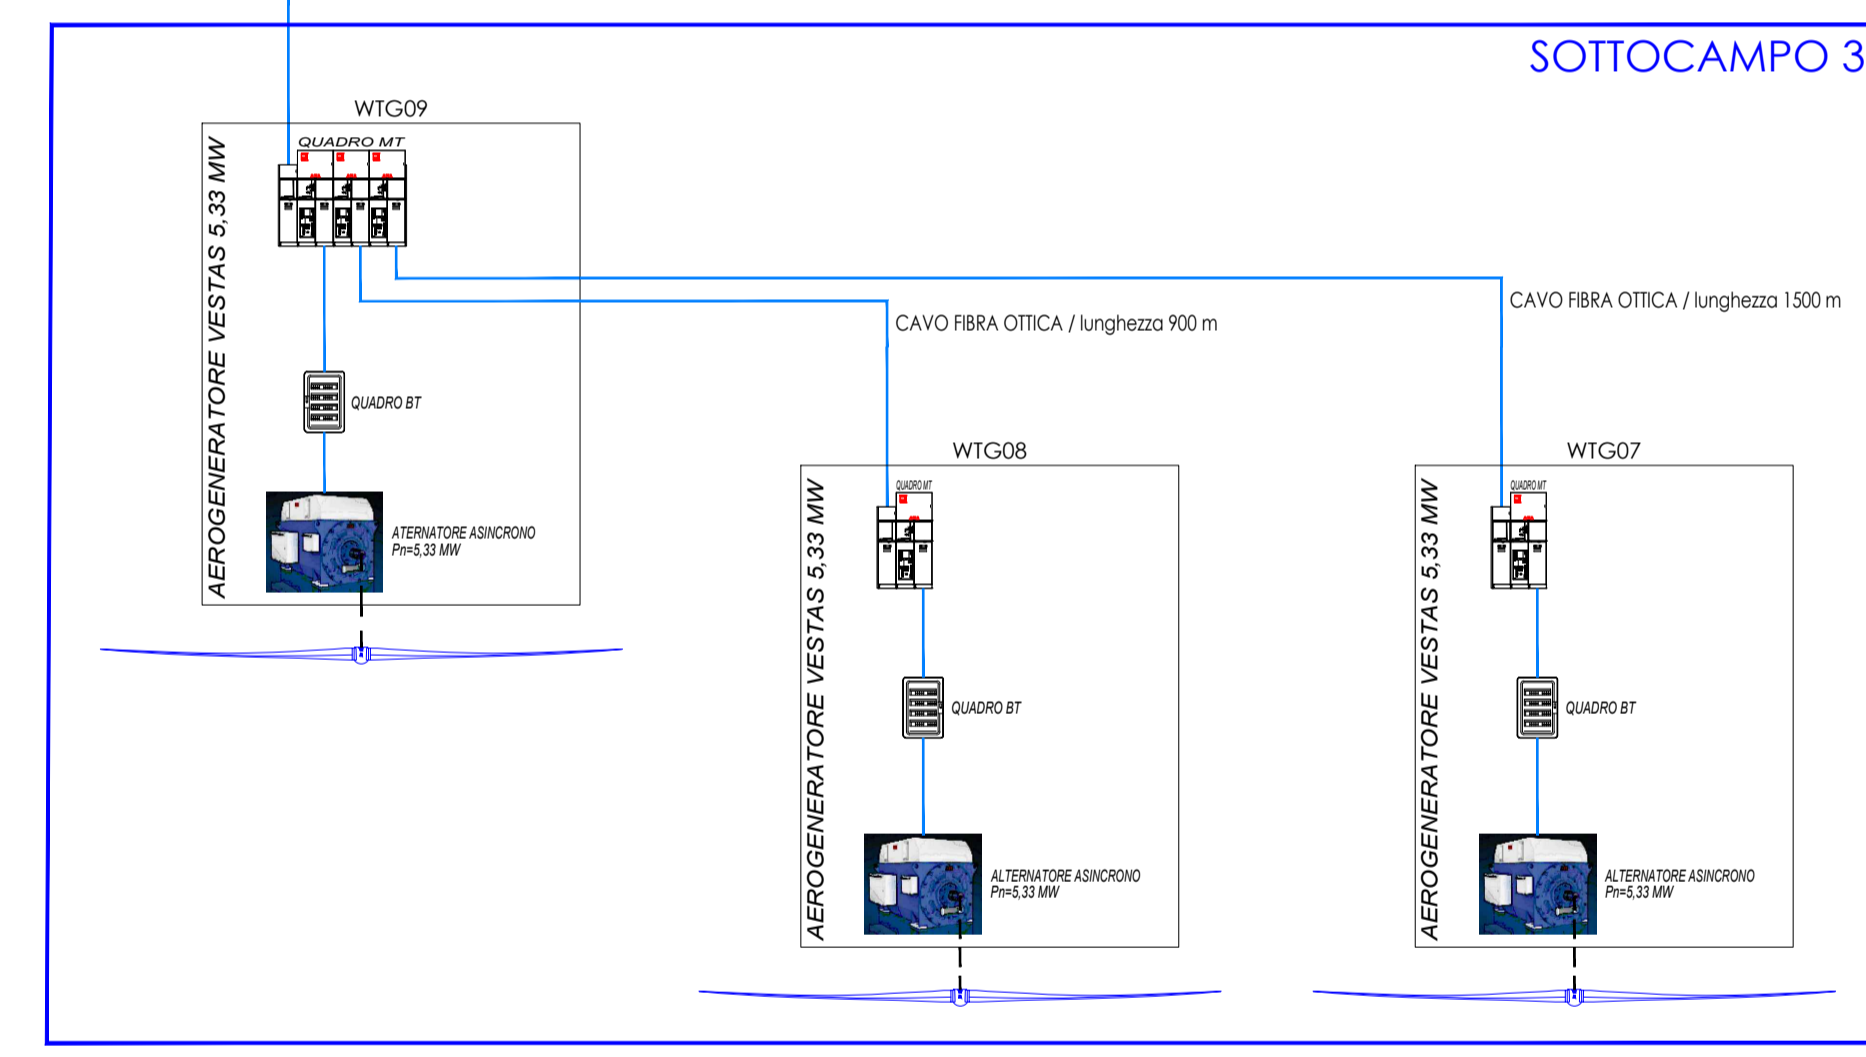 SOTTOCAMPO 3
WTG09
QUADRO MT
AEROGENERATORE VESTAS 5,33 MW
CAVO FIBRA OTTICA / lunghezza 1500 m
CAVO FIBRA OTTICA / lunghezza 900 m
QUADRO BT
ATERNATORE ASINCRONO
Pn=5,33 MW
WTG08
QUADRO MT
AEROGENERATORE VESTAS 5,33 MW
QUADRO BT
ALTERNATORE ASINCRONO
Pn=5,33 MW
WTG07
QUADRO MT
AEROGENERATORE VESTAS 5,33 MW
QUADRO BT
ALTERNATORE ASINCRONO
Pn=5,33 MW